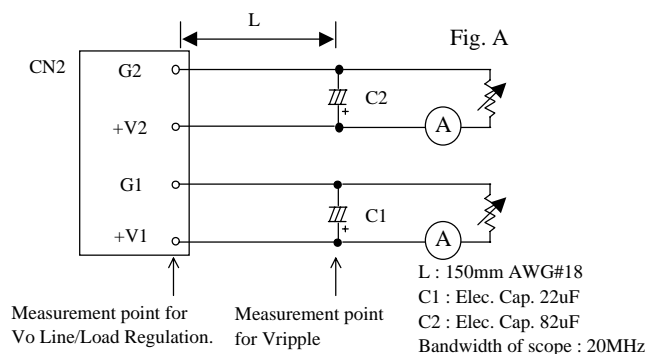 L
Fig. A
CN2
G2
C2
+
A
+V2
G1
C1
+
A
+V1
L : 150mm AWG#18
C1 : Elec. Cap. 22uF
C2 : Elec. Cap. 82uF
Bandwidth of scope : 20MHz
Measurement point for
Vo Line/Load Regulation.
Measurement point
for Vripple